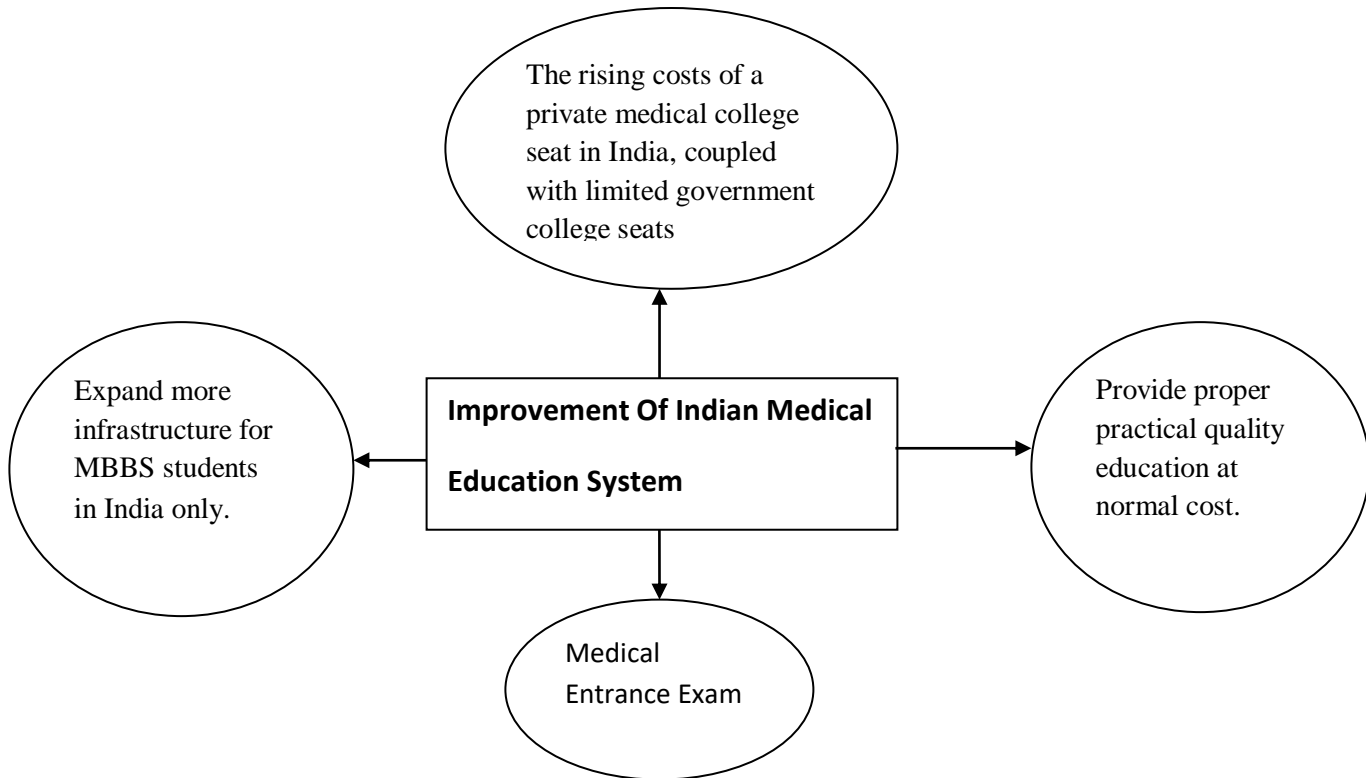 The rising costs of a
private medical college
seat in India, coupled
with limited government
college seats
Expand more
infrastructure for
MBBS students
in India only.
Improvement Of Indian Medical
Education System
Provide proper
practical quality
education at
normal cost.
Medical
Entrance Exam